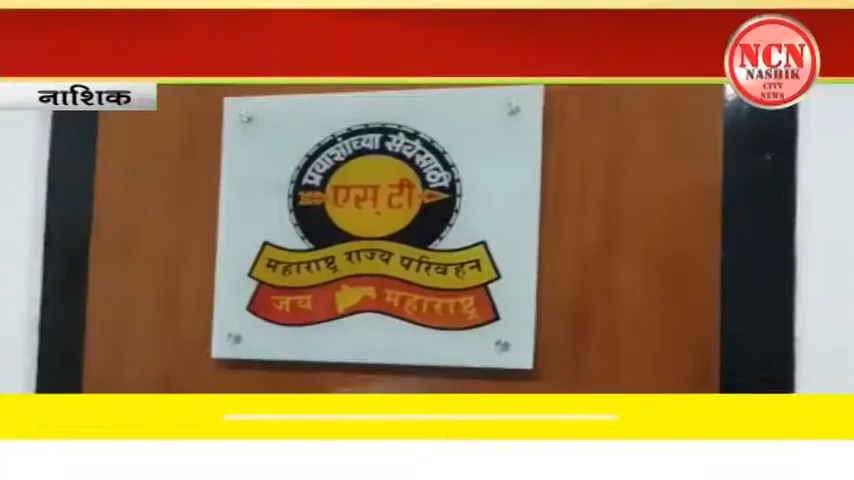 NCN
NASHIK
CITY
NEWS
नाशिक
प्रवाशांच्या सेवेसाठी
एस.टी
महाराष्ट्र राज्य परिवहन
जय महाराष्ट्र